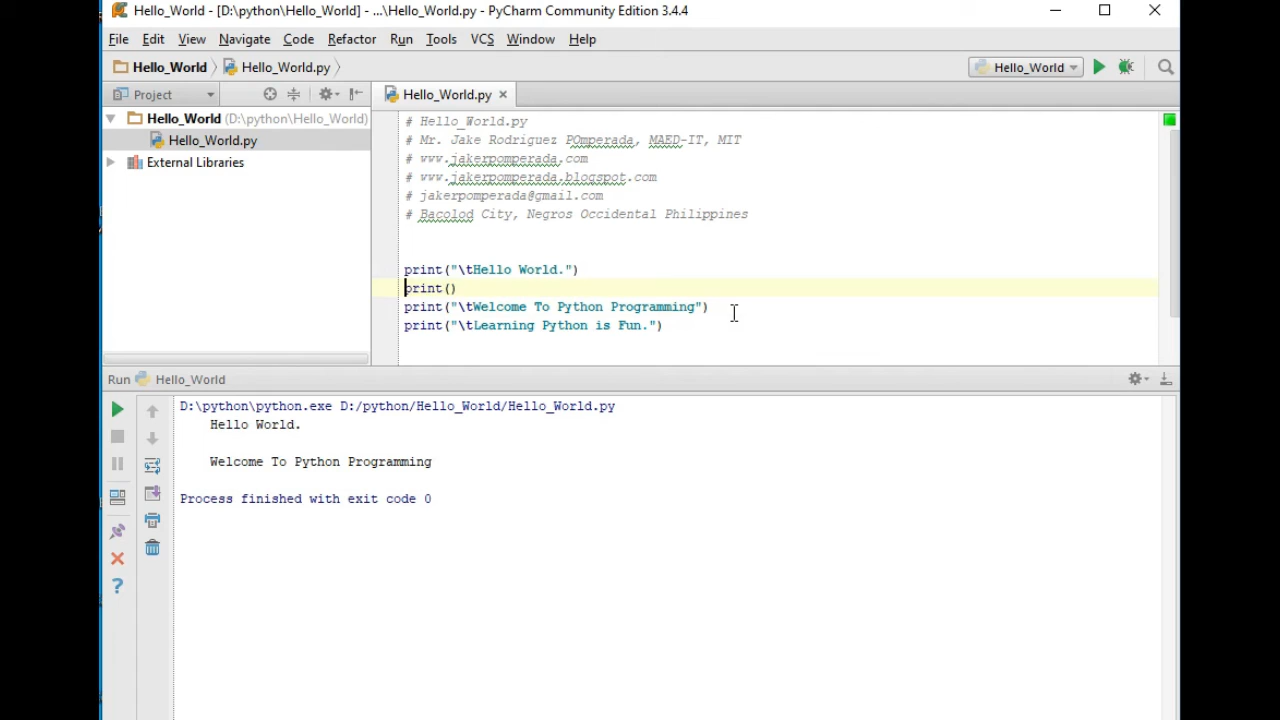 Hello_World - [D:\python\Hello_World] - ...\Hello_World.py - PyCharm Community Edition 3.4.4
File Edit View Navigate Code Refactor Run Tools VCS Window Help
Hello_World Hello_World.py Hello_World
Project Hello_World.py
Hello_World (D:\python\Hello_World)
Hello_World.py
External Libraries
# Hello_World.py
# Mr. Jake Rodriguez POmperada, MAED-IT, MIT
# www.jakerpomperada.com
# www.jakerpomperada.blogspot.com
# jakerpomperada@gmail.com
# Bacolod City, Negros Occidental Philippines
print("\tHello World.")
print()
print("\tWelcome To Python Programming")
print("\tLearning Python is Fun.")
Run Hello_World
D:\python\python.exe D:/python/Hello_World/Hello_World.py
Hello World.
Welcome To Python Programming
Process finished with exit code 0